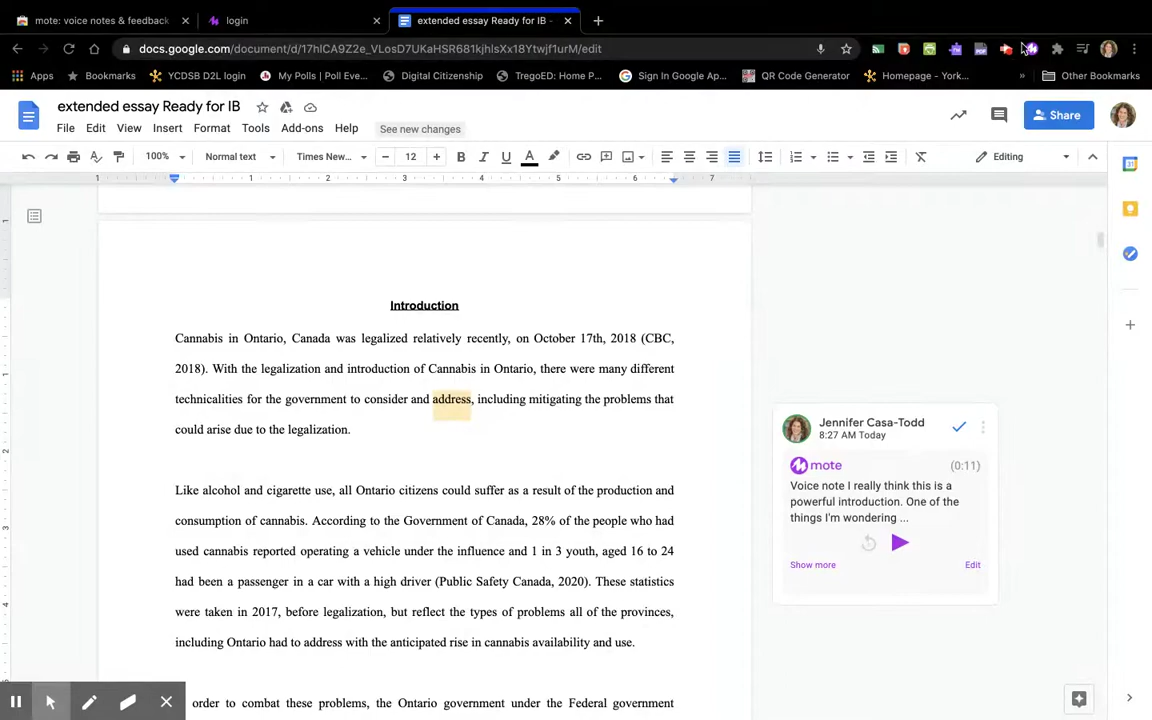 mote: voice notes & feedback
login
extended essay Ready for IB -
docs.google.com/document/d/17hlCA9Z2e_VLosD7UKaHSR681kjhlsXx18Ytwjf1urM/edit
Apps
Bookmarks
YCDSB D2L login
My Polls | Poll Eve...
Digital Citizenship
TregoED: Home P...
Sign In Google Ap...
QR Code Generator
Homepage - York...
»
Other Bookmarks
extended essay Ready for IB
File Edit View Insert Format Tools Add-ons Help
See new changes
Share
100%
Normal text
Times New...
12
B I U A
Editing
1 1 2 3 4 5 6 7
Introduction
Cannabis in Ontario, Canada was legalized relatively recently, on October 17th, 2018 (CBC,
2018). With the legalization and introduction of Cannabis in Ontario, there were many different
technicalities for the government to consider and address, including mitigating the problems that
could arise due to the legalization.
Like alcohol and cigarette use, all Ontario citizens could suffer as a result of the production and
consumption of cannabis. According to the Government of Canada, 28% of the people who had
used cannabis reported operating a vehicle under the influence and 1 in 3 youth, aged 16 to 24
had been a passenger in a car with a high driver (Public Safety Canada, 2020). These statistics
were taken in 2017, before legalization, but reflect the types of problems all of the provinces,
including Ontario had to address with the anticipated rise in cannabis availability and use.
order to combat these problems, the Ontario government under the Federal government
Jennifer Casa-Todd
8:27 AM Today
mote
(0:11)
Voice note I really think this is a
powerful introduction. One of the
things I'm wondering ...
Show more
Edit